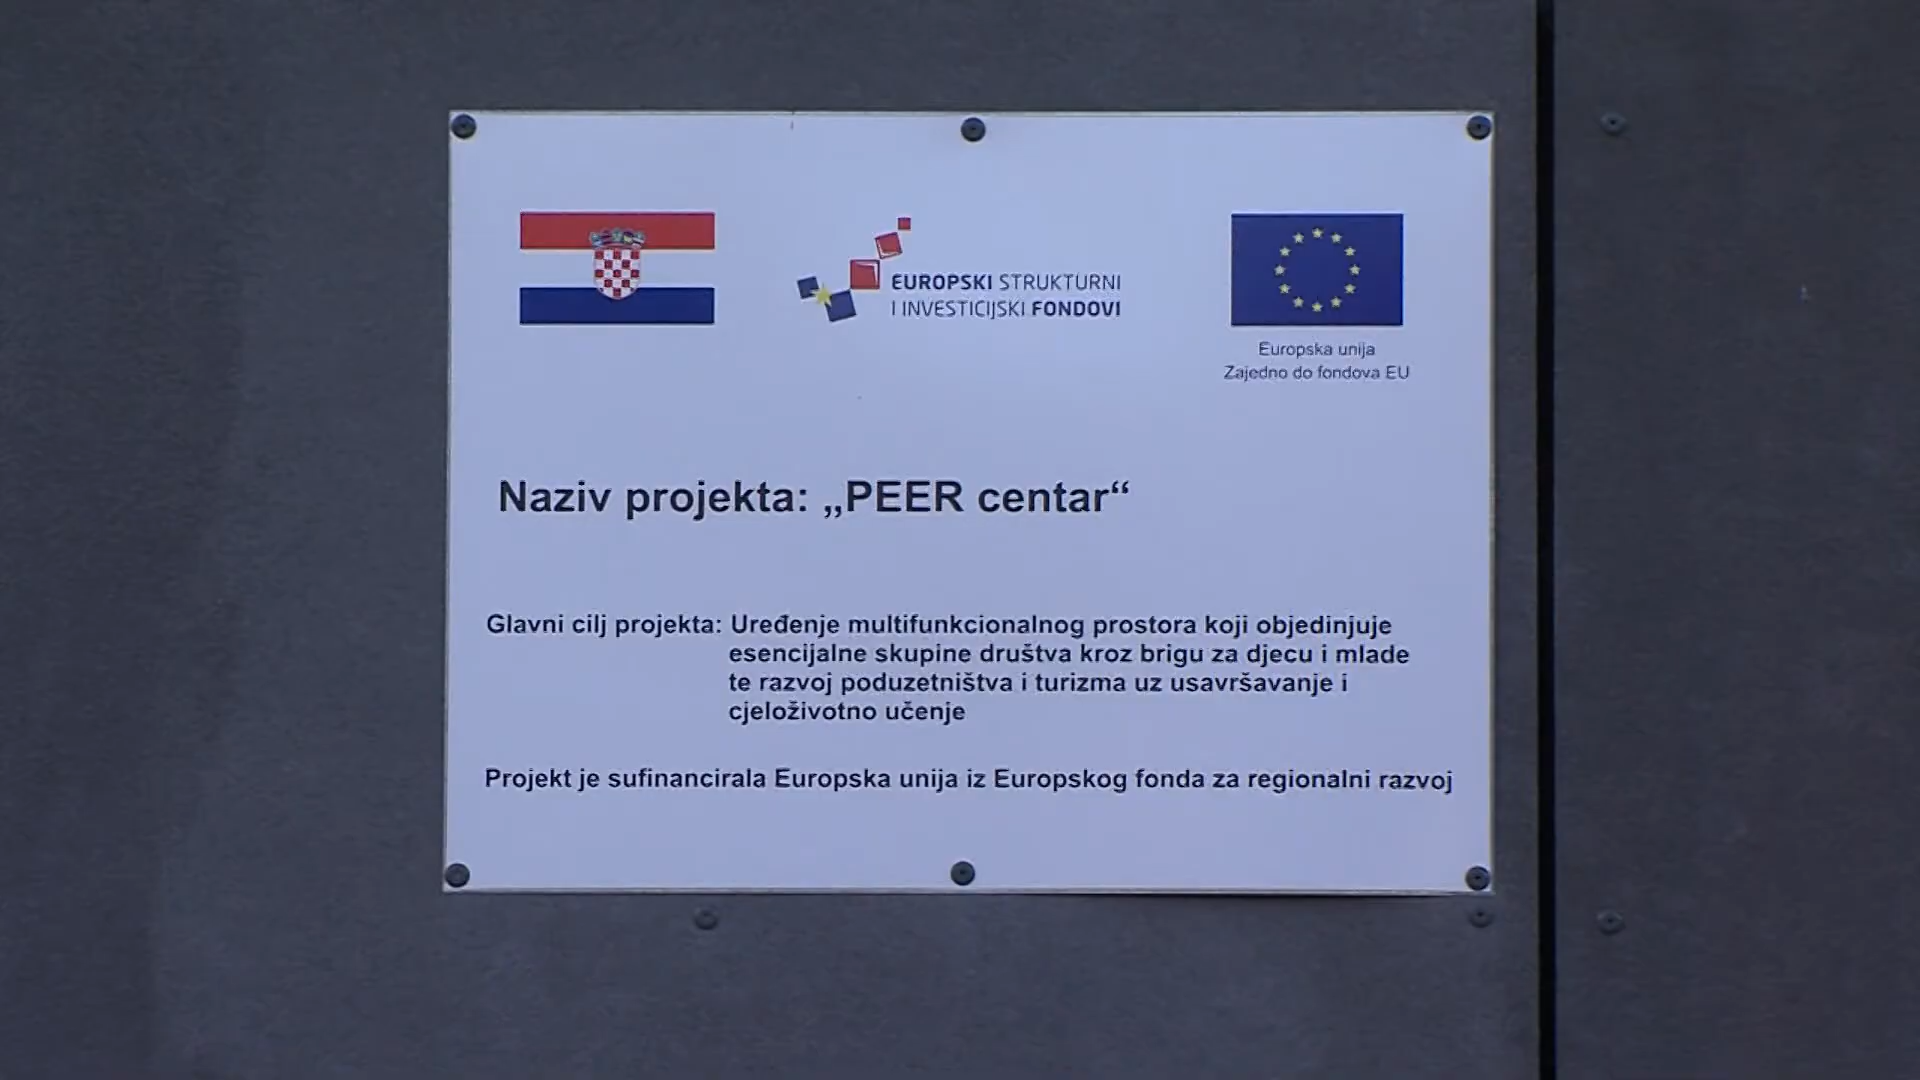 EUROPSKI STRUKTURNI
I INVESTICIJSKI FONDOVI
Europska unija
Zajedno do fondova EU
Naziv projekta: „PEER centar“
Glavni cilj projekta: Uređenje multifunkcionalnog prostora koji objedinjuje
esencijalne skupine društva kroz brigu za djecu i mlade
te razvoj poduzetništva i turizma uz usavršavanje i
cjeloživotno učenje
Projekt je sufinancirala Europska unija iz Europskog fonda za regionalni razvoj